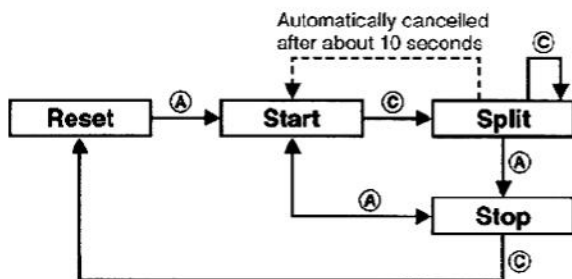 Automatically cancelled
after about 10 seconds
Ⓒ
Reset
Ⓐ
Start
Ⓒ
Split
Ⓐ
Ⓐ
Stop
Ⓒ